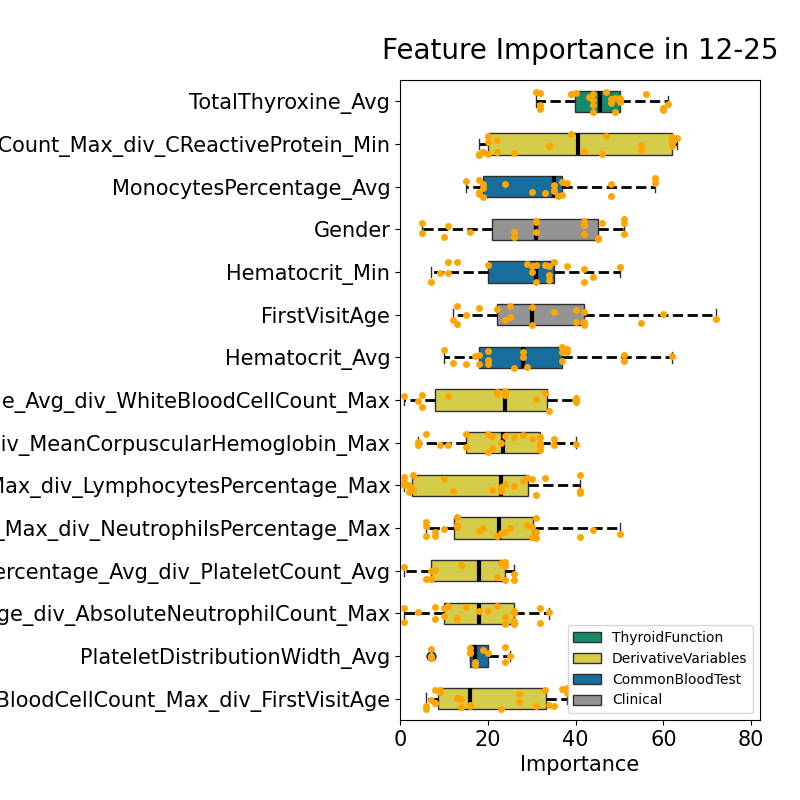 Feature Importance in 12-25
TotalThyroxine_Avg
Count_Max_div_CReactiveProtein_Min
MonocytesPercentage_Avg
Gender
Hematocrit_Min
FirstVisitAge
Hematocrit_Avg
e_Avg_div_WhiteBloodCellCount_Max
div_MeanCorpuscularHemoglobin_Max
Max_div_LymphocytesPercentage_Max
_Max_div_NeutrophilsPercentage_Max
ercentage_Avg_div_PlateletCount_Avg
ge_div_AbsoluteNeutrophilCount_Max
PlateletDistributionWidth_Avg
BloodCellCount_Max_div_FirstVisitAge
ThyroidFunction
DerivativeVariables
CommonBloodTest
Clinical
0 20 40 60 80
Importance